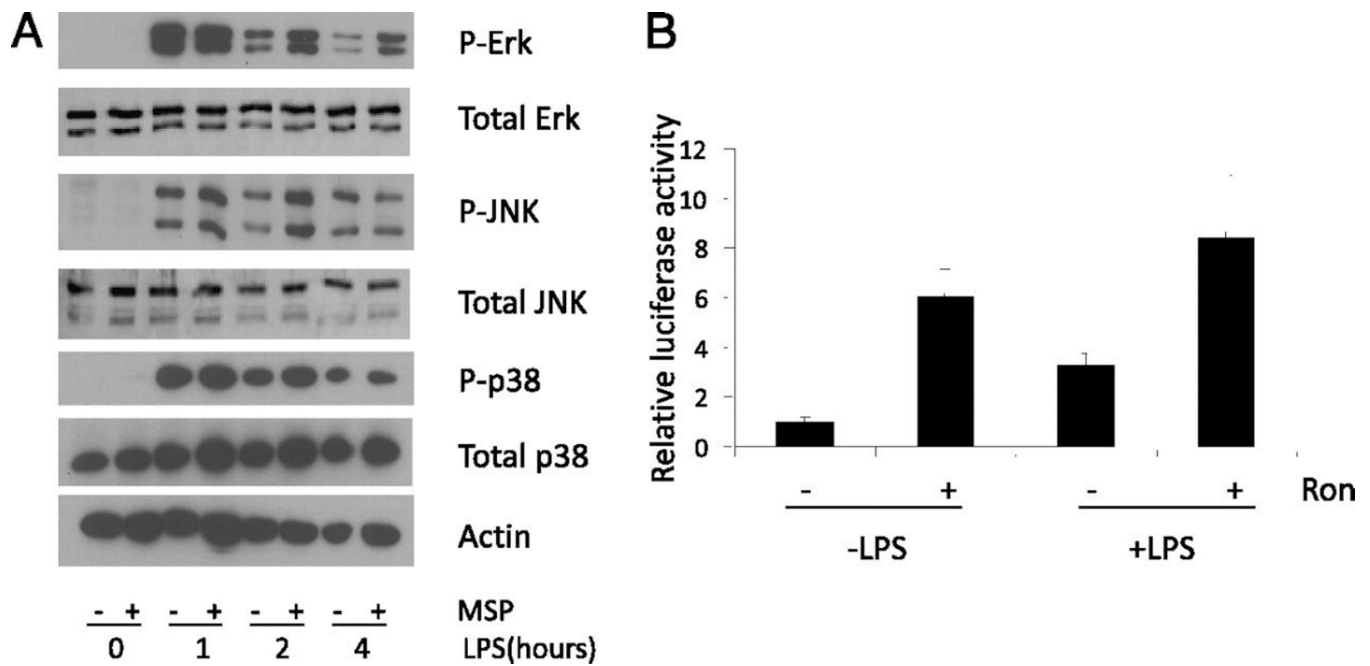 A
P-Erk
Total Erk
P-JNK
Total JNK
P-p38
Total p38
Actin
- + - + - + - + MSP
0 1 2 4 LPS(hours)
B
Relative luciferase activity
12
10
8
6
4
2
0
- + - + Ron
-LPS +LPS